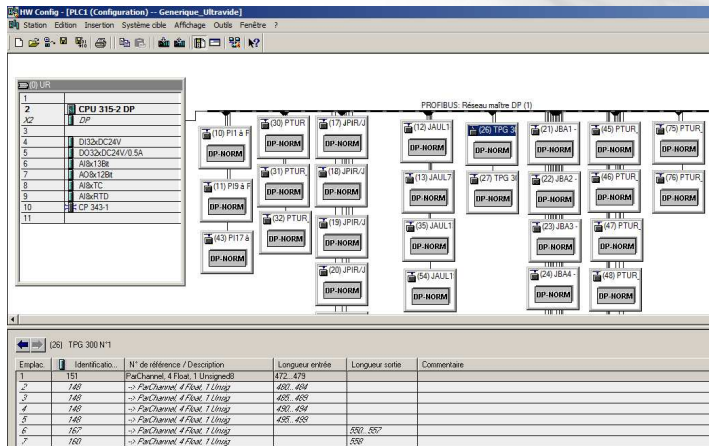 HW Config - [PLC1 (Configuration) -- Generique_Ultravide]
Station Edition Insertion Système cible Affichage Outils Fenêtre ?
(0) UR
1
2 CPU 315-2 DP
X2 DP
3
4 DI32xDC24V
5 DO32xDC24V/0.5A
6 AI8x13Bit
7 AO8x12Bit
8 AI8xTC
9 AI8xRTD
10 CP 343-1
11
PROFIBUS: Réseau maître DP (1)
(10) PI1 à F
DP-NORM
(11) PI9 à F
DP-NORM
(43) PI17 à
DP-NORM
(30) PTUR
DP-NORM
(31) PTUR_
DP-NORM
(32) PTUR_
DP-NORM
(17) JPIR/J
DP-NORM
(18) JPIR/J
DP-NORM
(19) JPIR/J
DP-NORM
(20) JPIR/J
DP-NORM
(12) JAUL1-
DP-NORM
(13) JAUL7-
DP-NORM
(35) JAUL1
DP-NORM
(54) JAUL1
DP-NORM
(26) TPG 30
DP-NORM
(27) TPG 30
DP-NORM
(21) JBA1 -
DP-NORM
(22) JBA2 -
DP-NORM
(23) JBA3 -
DP-NORM
(24) JBA4 -
DP-NORM
(45) PTUR_
DP-NORM
(46) PTUR_
DP-NORM
(47) PTUR_
DP-NORM
(48) PTUR_
DP-NORM
(75) PTUR_
DP-NORM
(76) PTUR_
DP-NORM
(26) TPG 300 N°1
Emplac. Identificatio... N° de référence / Description Longueur entrée Longueur sortie Commentaire
1 151 ParChannel, 4 Float, 1 Unsigned8 472...479
2 148 --> ParChannel, 4 Float, 1 Unsig 480...484
3 148 --> ParChannel, 4 Float, 1 Unsig 485...489
4 148 --> ParChannel, 4 Float, 1 Unsig 490...494
5 148 --> ParChannel, 4 Float, 1 Unsig 495...499
6 167 --> ParChannel, 4 Float, 1 Unsig 550...557
7 160 --> ParChannel, 4 Float, 1 Unsig 558